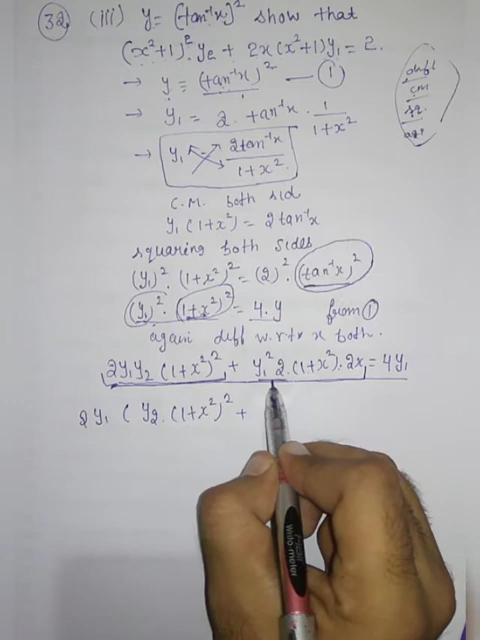 32 (iii) y = (tan⁻¹x)² show that
(x²+1)² y₂ + 2x(x²+1)y₁ = 2.
→ y = (tan⁻¹x)² — ①
→ y₁ = 2. tan⁻¹x . 1/1+x²
→ y₁ = 2tan⁻¹x/1+x².
C.M. both sid
y₁ (1+x²) = 2tan⁻¹x
squaring both sides
(y₁)². (1+x²)² = (2)². (tan⁻¹x)²
(y₁)². (1+x²)² = 4.y from ①
again diff w.r.to x both.
2y₁y₂ (1+x²)² + y₁² 2.(1+x²).2x = 4y₁
2y₁ ( y₂.(1+x²)² +
diff
cm
sq.